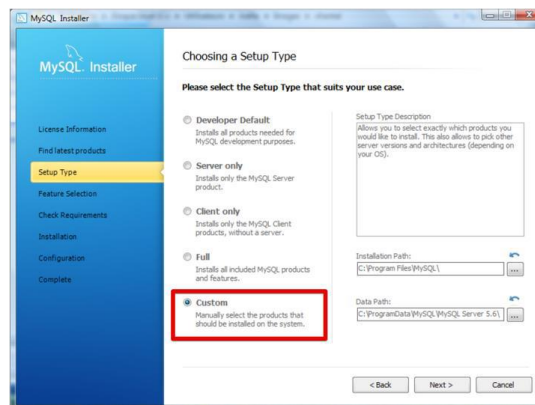 MySQL Installer
MySQL. Installer
License Information
Find latest products
Setup Type
Feature Selection
Check Requirements
Installation
Configuration
Complete
Choosing a Setup Type
Please select the Setup Type that suits your use case.
Developer Default
Installs all products needed for
MySQL development purposes.
Server only
Installs only the MySQL Server
product.
Client only
Installs only the MySQL Client
products, without a server.
Full
Installs all included MySQL products
and features.
Custom
Manually select the products that
should be installed on the system.
Setup Type Description
Allows you to select exactly which products you
would like to install. This also allows to pick other
server versions and architectures (depending on
your OS).
Installation Path:
C:\Program Files\MySQL\
...
Data Path:
C:\ProgramData\MySQL\MySQL Server 5.6\
...
< Back
Next >
Cancel